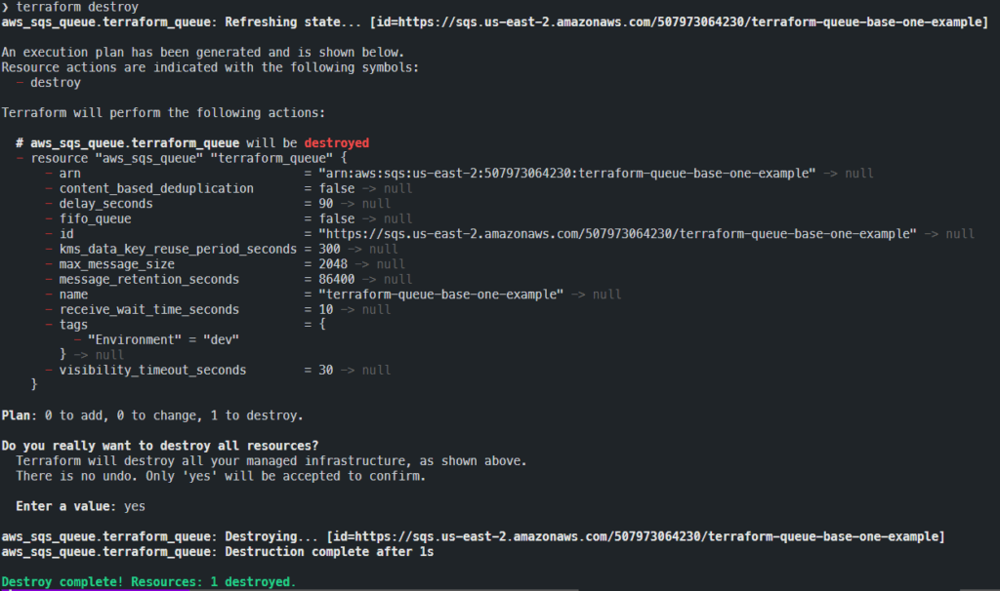 ❯ terraform destroy
aws_sqs_queue.terraform_queue: Refreshing state... [id=https://sqs.us-east-2.amazonaws.com/507973064230/terraform-queue-base-one-example]

An execution plan has been generated and is shown below.
Resource actions are indicated with the following symbols:
  - destroy

Terraform will perform the following actions:

  # aws_sqs_queue.terraform_queue will be destroyed
  - resource "aws_sqs_queue" "terraform_queue" {
      - arn                               = "arn:aws:sqs:us-east-2:507973064230:terraform-queue-base-one-example" -> null
      - content_based_deduplication       = false -> null
      - delay_seconds                     = 90 -> null
      - fifo_queue                        = false -> null
      - id                                = "https://sqs.us-east-2.amazonaws.com/507973064230/terraform-queue-base-one-example" -> null
      - kms_data_key_reuse_period_seconds = 300 -> null
      - max_message_size                  = 2048 -> null
      - message_retention_seconds         = 86400 -> null
      - name                              = "terraform-queue-base-one-example" -> null
      - receive_wait_time_seconds         = 10 -> null
      - tags                              = {
          - "Environment" = "dev"
        } -> null
      - visibility_timeout_seconds        = 30 -> null
    }

Plan: 0 to add, 0 to change, 1 to destroy.

Do you really want to destroy all resources?
  Terraform will destroy all your managed infrastructure, as shown above.
  There is no undo. Only 'yes' will be accepted to confirm.

  Enter a value: yes

aws_sqs_queue.terraform_queue: Destroying... [id=https://sqs.us-east-2.amazonaws.com/507973064230/terraform-queue-base-one-example]
aws_sqs_queue.terraform_queue: Destruction complete after 1s

Destroy complete! Resources: 1 destroyed.